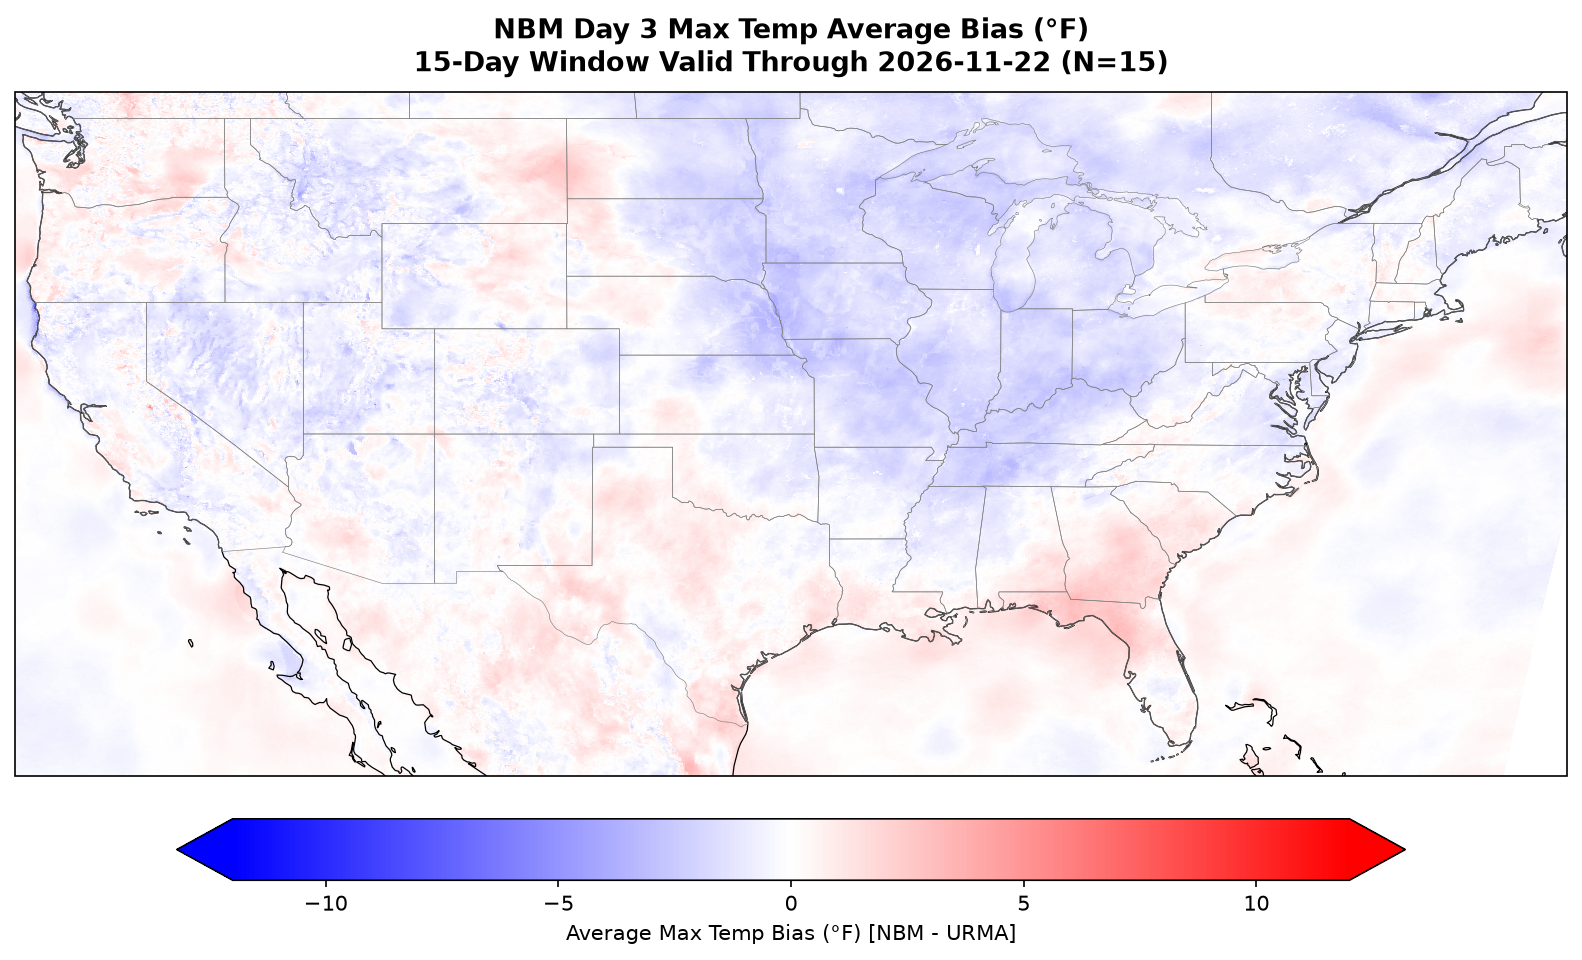 NBM Day 3 Max Temp Average Bias (°F)
15-Day Window Valid Through 2026-11-22 (N=15)
−10 −5 0 5 10
Average Max Temp Bias (°F) [NBM - URMA]